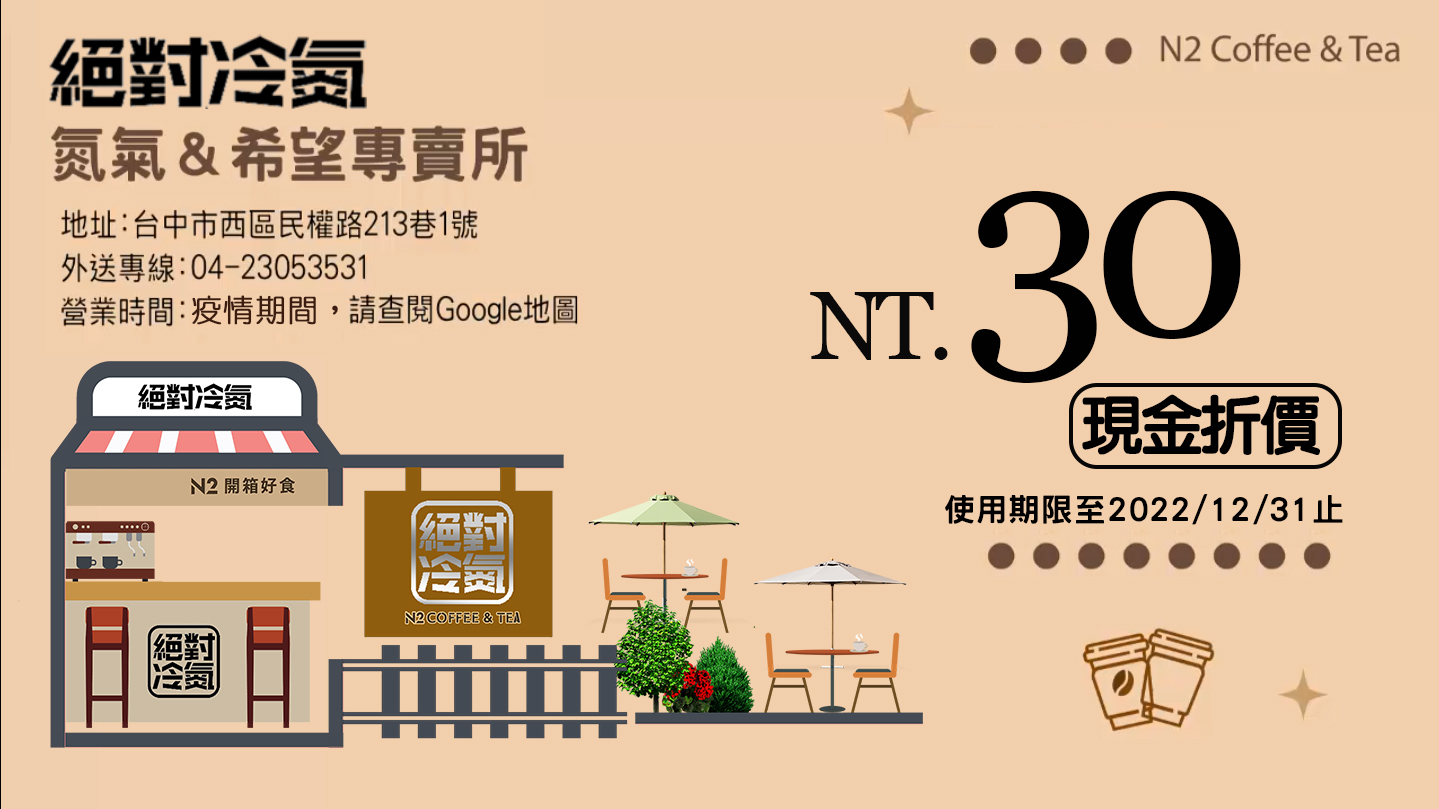 絕對冷氮
氮氣＆希望專賣所
地址:台中市西區民權路213巷1號
外送專線:04-23053531
營業時間:疫情期間，請查閱Google地圖
N2 Coffee & Tea
NT.30
現金折價
使用期限至2022/12/31止
絕對冷氮
N2 開箱好食
絕對
冷氮
N2 COFFEE & TEA
絕對
冷氮